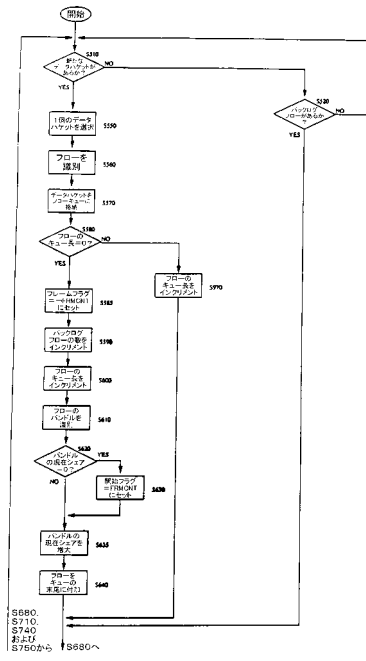 開始
S510
新たな
データパケットが
あるか?
NO
YES
S520
バックログ
フローがあるか
?
NO
YES
1個のデータ
パケットを選択
S550
フローを
識別
S560
データパケットを
フローキューに
格納
S570
S580
フローの
キュー長=0?
NO
YES
フローの
キュー長を
インクリメント
S970
フレームフラグ
=-FRMCNT
にセット
S585
バックログ
フローの数を
インクリメント
S590
フローの
キュー長を
インクリメント
S600
フローの
バンドルを
識別
S610
S620
バンドル
の現在シェア
=0?
YES
NO
開始フラグ
=FRMCNT
にセット
S630
バンドルの
現在シェアを
増大
S635
フローを
キューの
末尾に付加
S640
S680,
S710,
S740
および
S750から
S680へ